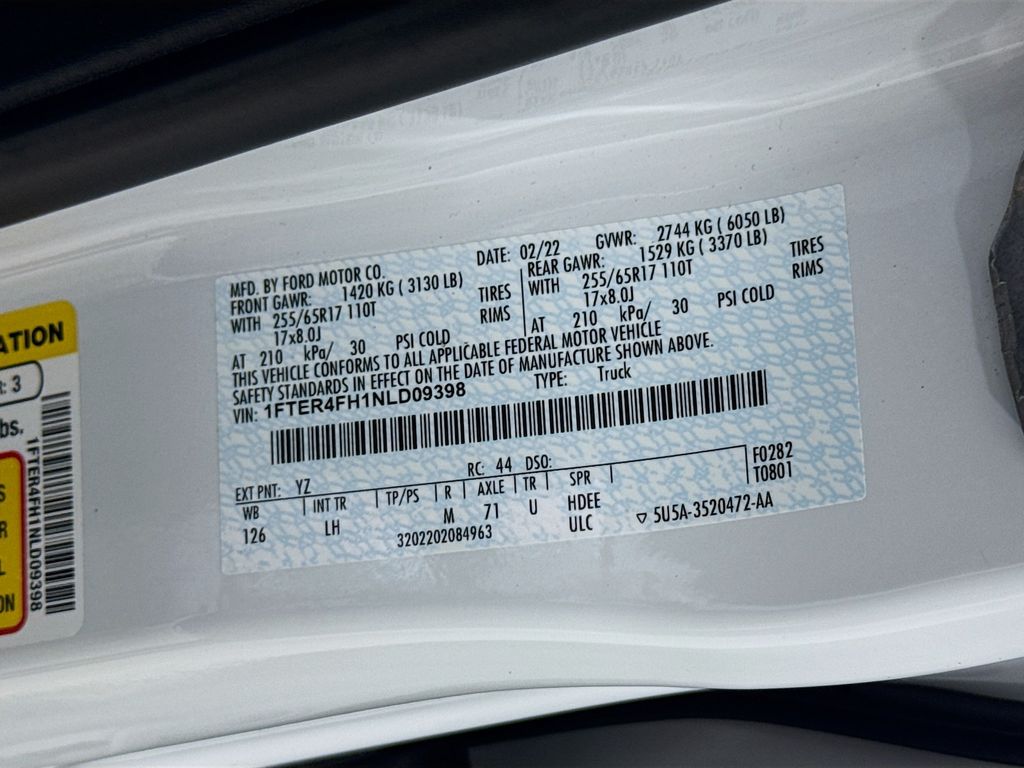 MFD. BY FORD MOTOR CO.
DATE: 02/22
GVWR: 2744 KG ( 6050 LB)
FRONT GAWR: 1420 KG ( 3130 LB)
REAR GAWR: 1529 KG ( 3370 LB)
WITH 255/65R17 110T TIRES
WITH 255/65R17 110T TIRES
17x8.0J RIMS
17x8.0J RIMS
AT 210 kPa/ 30 PSI COLD
AT 210 kPa/ 30 PSI COLD
THIS VEHICLE CONFORMS TO ALL APPLICABLE FEDERAL MOTOR VEHICLE
SAFETY STANDARDS IN EFFECT ON THE DATE OF MANUFACTURE SHOWN ABOVE.
VIN: 1FTER4FH1NLD09398
TYPE: Truck
EXT PNT: YZ
RC: 44 DSO:
F0282
T0801
WB INT TR TP/PS R AXLE TR SPR
126 LH M 71 U HDEE
ULC
3202202084963
5U5A-3520472-AA
ATION
R: 3
bs.
S
R
L
ON
1FTER4FH1NLD09398